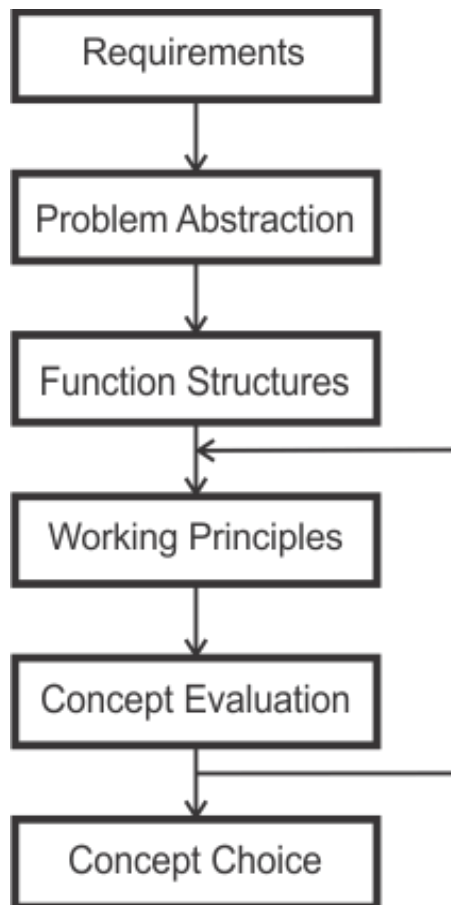 Requirements
Problem Abstraction
Function Structures
Working Principles
Concept Evaluation
Concept Choice